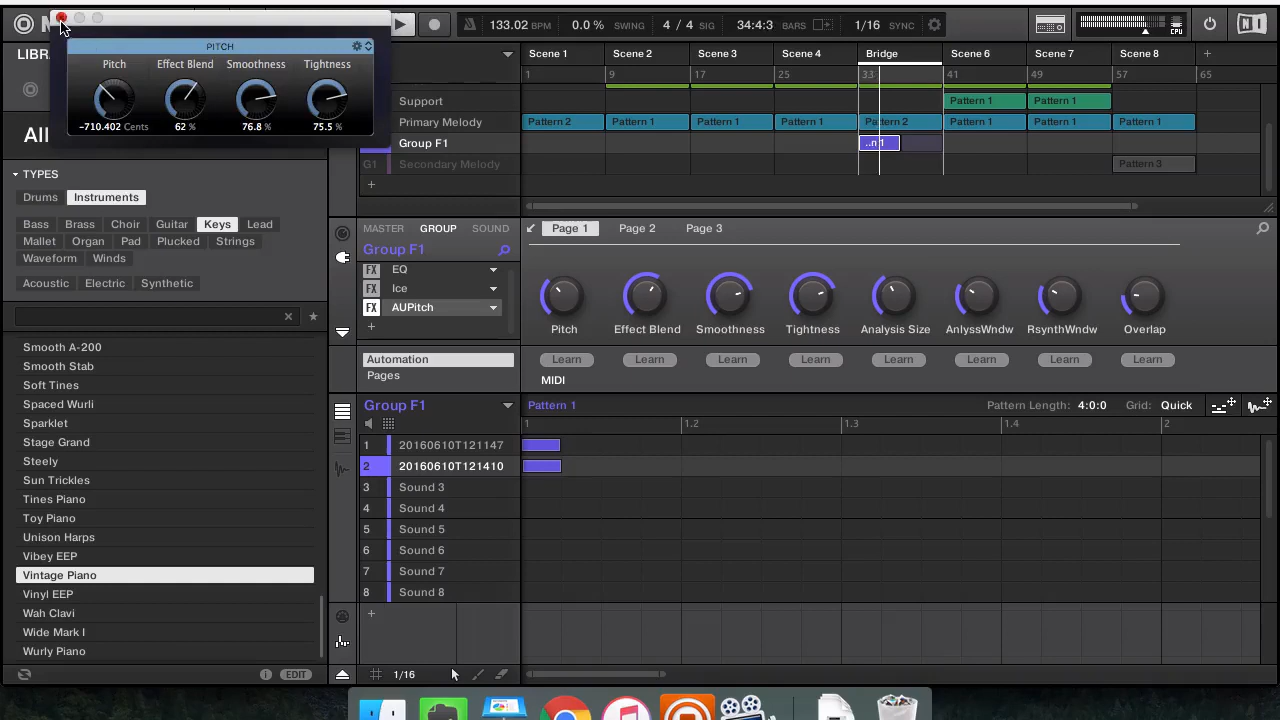 133.02 BPM 0.0 % SWING 4 / 4 SIG 34:4:3 BARS 1/16 SYNC CPU
PITCH
Pitch Effect Blend Smoothness Tightness
-710.402 Cents 62 % 76.8 % 75.5 %
Scene 1 Scene 2 Scene 3 Scene 4 Bridge Scene 6 Scene 7 Scene 8 +
1 9 17 25 33 41 49 57 65
Support Pattern 1 Pattern 1
Primary Melody Pattern 2 Pattern 1 Pattern 1 Pattern 1 Pattern 2 Pattern 1 Pattern 1 Pattern 1
Group F1 ..n 1
G1 Secondary Melody Pattern 3
+
TYPES
Drums Instruments
Bass Brass Choir Guitar Keys Lead
Mallet Organ Pad Plucked Strings
Waveform Winds
Acoustic Electric Synthetic
Smooth A-200
Smooth Stab
Soft Tines
Spaced Wurli
Sparklet
Stage Grand
Steely
Sun Trickles
Tines Piano
Toy Piano
Unison Harps
Vibey EEP
Vintage Piano
Vinyl EEP
Wah Clavi
Wide Mark I
Wurly Piano
EDIT
MASTER GROUP SOUND
Group F1
FX EQ
FX Ice
FX AUPitch
+
Automation
Pages
Page 1 Page 2 Page 3
Pitch Effect Blend Smoothness Tightness Analysis Size AnlyssWndw RsynthWndw Overlap
Learn Learn Learn Learn Learn Learn Learn Learn
MIDI
Group F1 Pattern 1 Pattern Length: 4:0:0 Grid: Quick
1 1.2 1.3 1.4 2
1 20160610T121147
2 20160610T121410
3 Sound 3
4 Sound 4
5 Sound 5
6 Sound 6
7 Sound 7
8 Sound 8
+
1/16